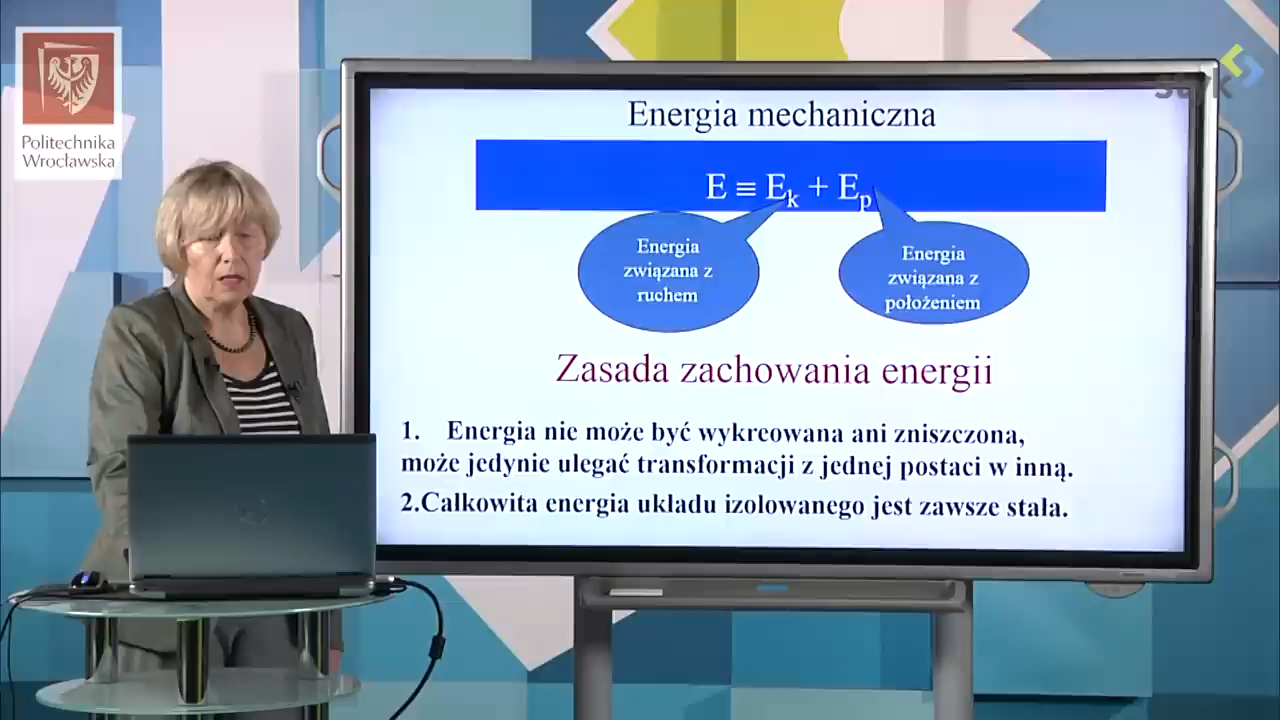 Politechnika
Wrocławska
styk
Energia mechaniczna
E ≡ Ek + Ep
Energia
związana z
ruchem
Energia
związana z
położeniem
Zasada zachowania energii
1. Energia nie może być wykreowana ani zniszczona,
może jedynie ulegać transformacji z jednej postaci w inną.
2.Całkowita energia układu izolowanego jest zawsze stała.